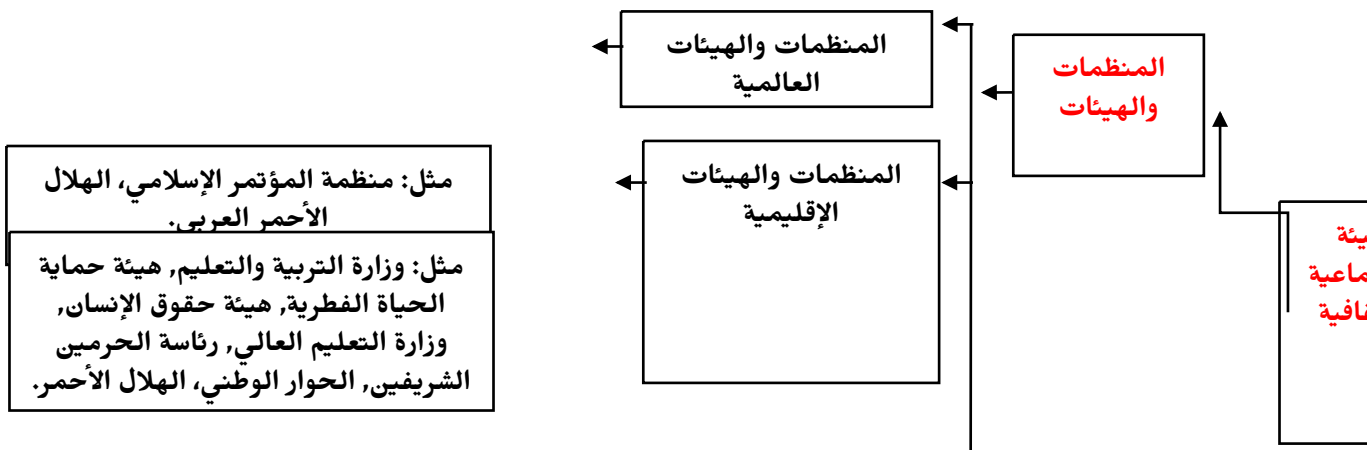 المنظمات والهيئات
العالمية
المنظمات
والهيئات
المنظمات والهيئات
الإقليمية
مثل: منظمة المؤتمر الإسلامي، الهلال
الأحمر العربي.
مثل: وزارة التربية والتعليم, هيئة حماية
الحياة الفطرية, هيئة حقوق الإنسان,
وزارة التعليم العالي, رئاسة الحرمين
الشريفين, الحوار الوطني، الهلال الأحمر.